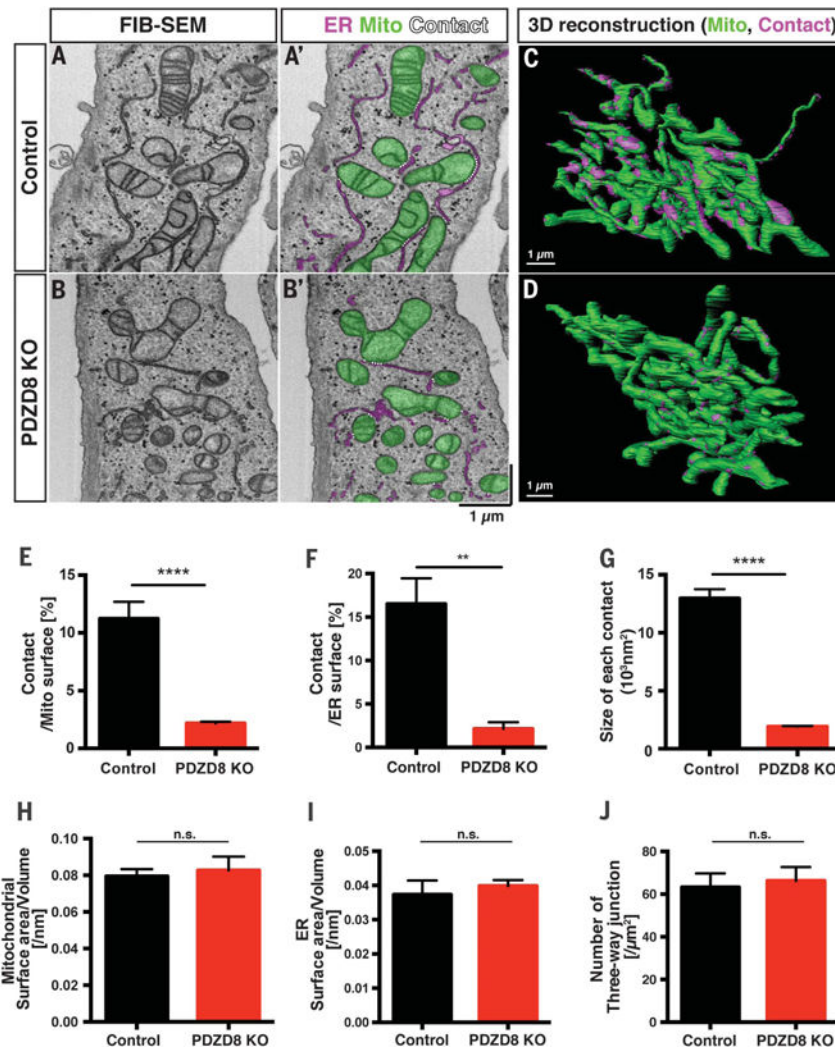 FIB-SEM
ER Mito Contact
3D reconstruction (Mito, Contact)
Control
A
A'
C
1 µm
PDZD8 KO
B
B'
D
1 µm
1 µm
E
Contact
/Mito surface [%]
15
10
5
0
****
Control
PDZD8 KO
F
Contact
/ER surface [%]
20
15
10
5
0
**
Control
PDZD8 KO
G
Size of each contact
(10³nm²)
15
10
5
0
****
Control
PDZD8 KO
H
Mitochondrial
Surface area/Volume
[/nm]
0.10
0.08
0.06
0.04
0.02
0.00
n.s.
Control
PDZD8 KO
I
ER
Surface area/Volume
[/nm]
0.05
0.04
0.03
0.02
0.01
0.00
n.s.
Control
PDZD8 KO
J
Number of
Three-way junction
[/µm²]
80
60
40
20
0
n.s.
Control
PDZD8 KO